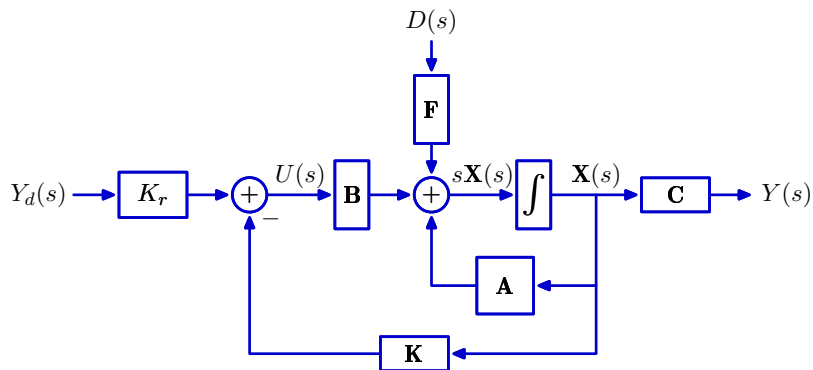 D(s)
F
Y_d(s) K_r + U(s) B + sX(s) ∫ X(s) C Y(s)
−
A
K